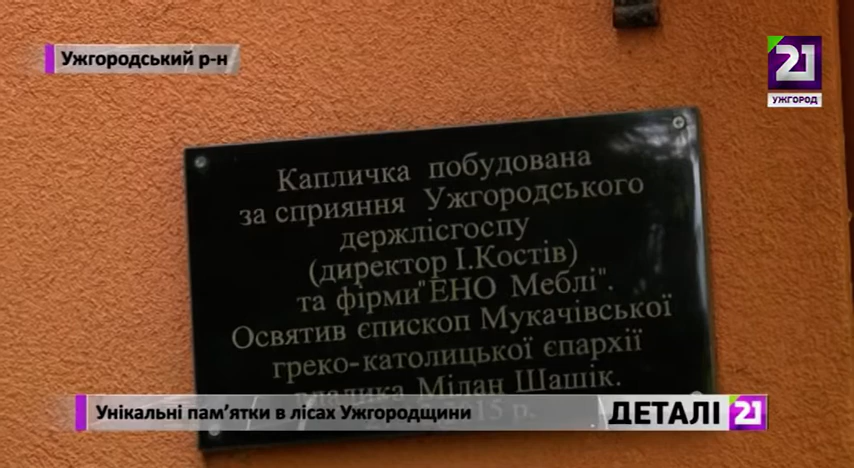 Ужгородський р-н
21
УЖГОРОД
Капличка побудована
за сприяння Ужгородського
держлісгоспу
(директор І.Костів)
та фірми "ЕНО Меблі".
Освятив єпископ Мукачівської
греко-католицької єпархії
владика Мілан Шашік.
Унікальні пам’ятки в лісах Ужгородщини
ДЕТАЛІ 21